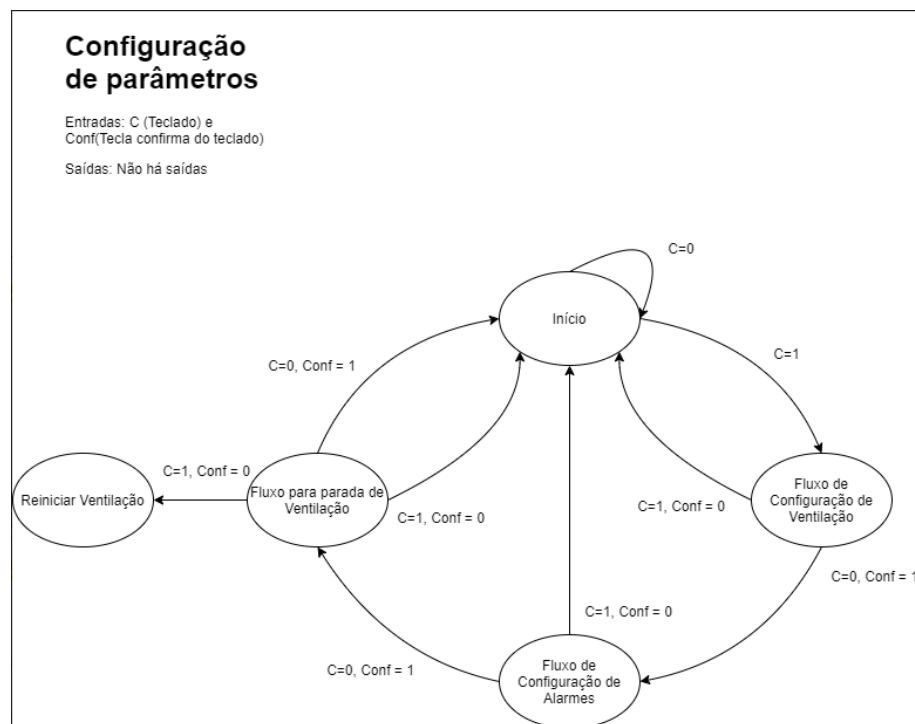 Configuração
de parâmetros
Entradas: C (Teclado) e
Conf(Tecla confirma do teclado)
Saídas: Não há saídas
C=0
Início
C=1
C=0, Conf = 1
C=1, Conf = 0
Reiniciar Ventilação
Fluxo para parada de
Ventilação
C=1, Conf = 0
C=1, Conf = 0
Fluxo de
Configuração de
Ventilação
C=0, Conf = 1
C=1, Conf = 0
C=0, Conf = 1
Fluxo de
Configuração de
Alarmes